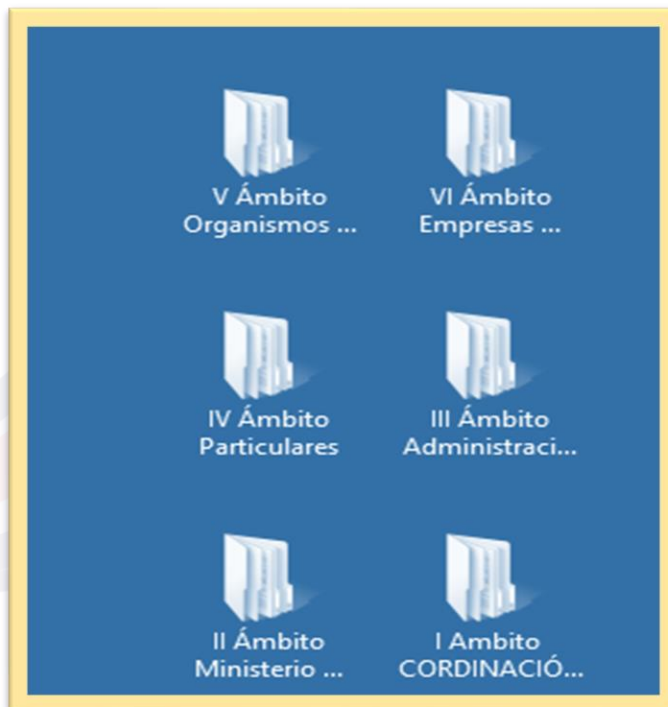 V Ámbito
Organismos ...
VI Ámbito
Empresas ...
IV Ámbito
Particulares
III Ámbito
Administraci...
II Ámbito
Ministerio ...
I Ambito
CORDINACIÓ...